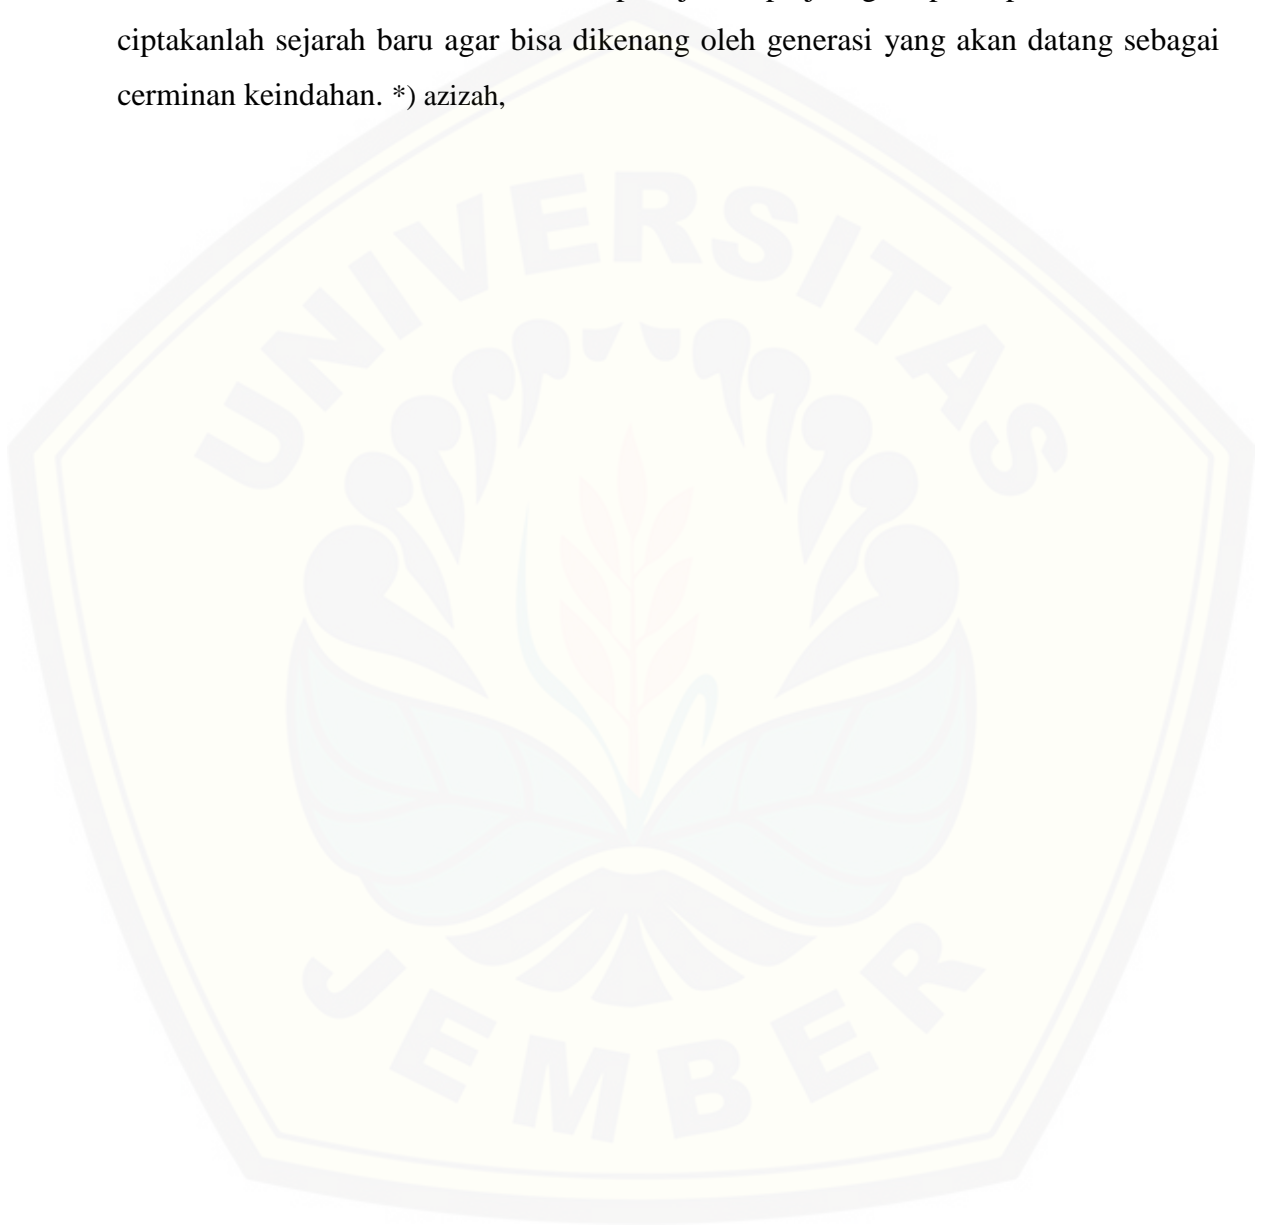 ciptakanlah sejarah baru agar bisa dikenang oleh generasi yang akan datang sebagai
cerminan keindahan. *) azizah,
UNIVERSITAS
JEMBER